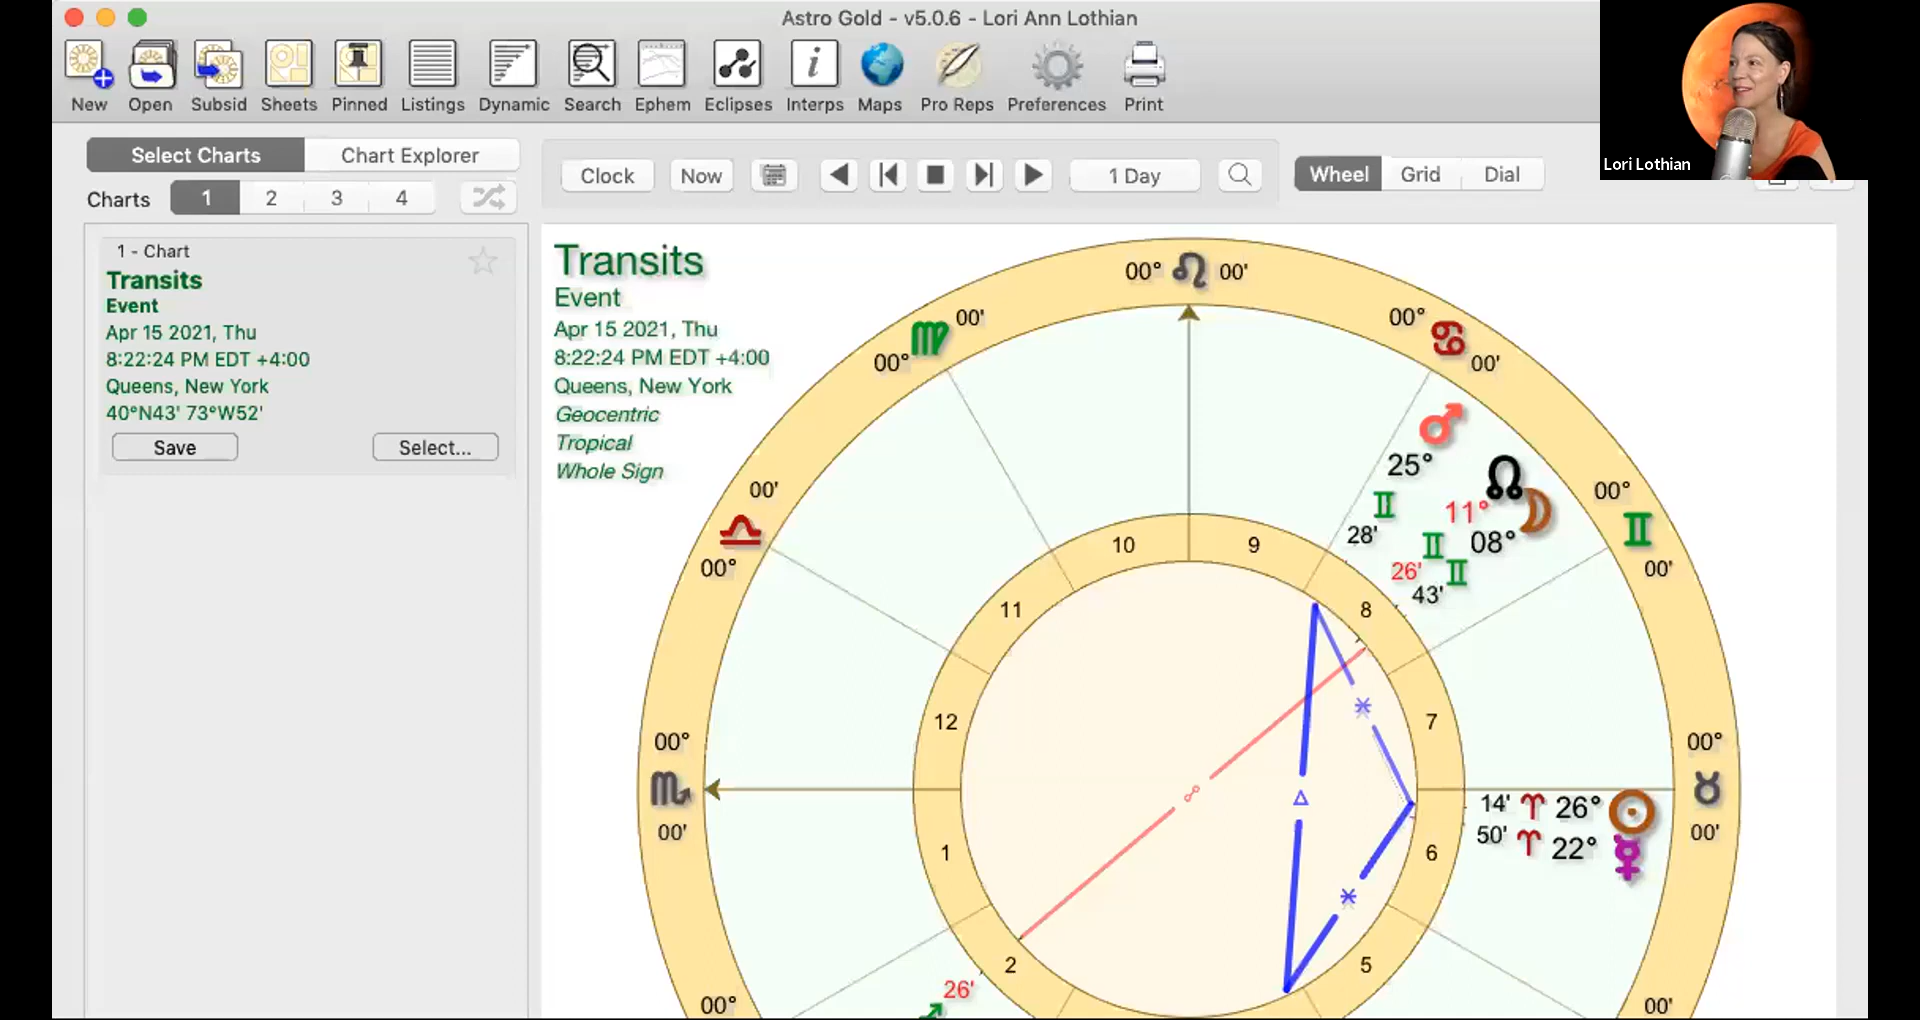 Astro Gold - v5.0.6 - Lori Ann Lothian
New Open Subsid Sheets Pinned Listings Dynamic Search Ephem Eclipses Interps Maps Pro Reps Preferences Print
Lori Lothian
Select Charts Chart Explorer
Clock Now 1 Day Wheel Grid Dial
Charts 1 2 3 4
1 - Chart
Transits
Event
Apr 15 2021, Thu
8:22:24 PM EDT +4:00
Queens, New York
40°N43' 73°W52'
Save Select...
Transits
Event
Apr 15 2021, Thu
8:22:24 PM EDT +4:00
Queens, New York
Geocentric
Tropical
Whole Sign
00° ♌ 00'
00° ♍ 00'
00° ♋ 00'
25° ♊ 28'
11° ♊ 26'
08° ♊ 43'
00° ♊ 00'
00' ♎ 00°
10 9
11 8
12 7
00° ♏ 00'
00° ♉ 00'
14' ♈ 26°
50' ♈ 22°
1 6
2 5
26'
00°
00'